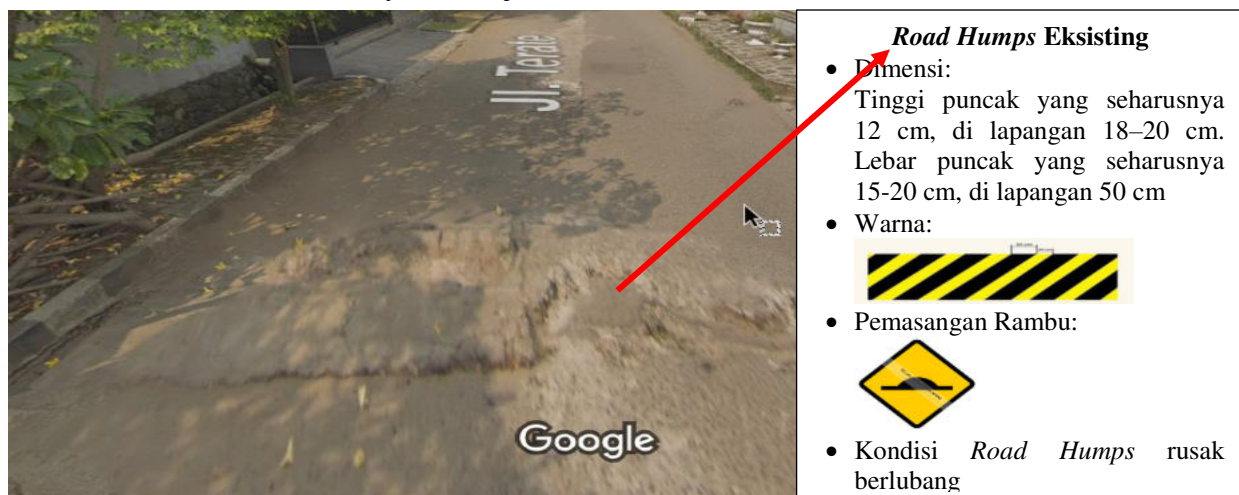 Jl. Terate
Google
Road Humps Eksisting
• Dimensi:
Tinggi puncak yang seharusnya
12 cm, di lapangan 18–20 cm.
Lebar puncak yang seharusnya
15-20 cm, di lapangan 50 cm
• Warna:
• Pemasangan Rambu:
• Kondisi Road Humps rusak
berlubang